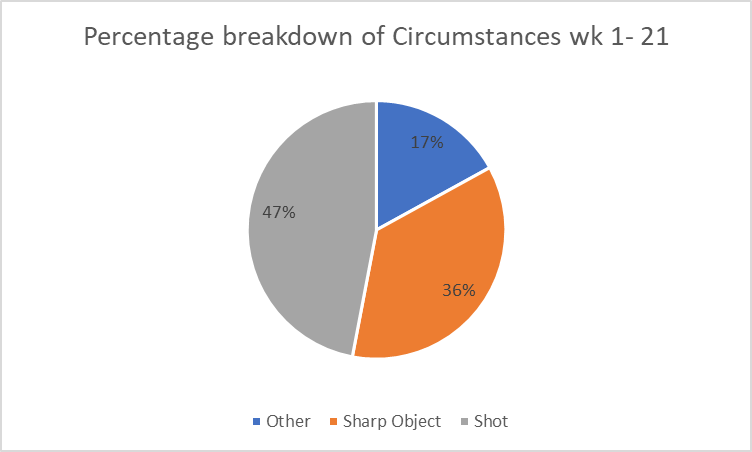 Percentage breakdown of Circumstances wk 1- 21
17%
47%
36%
Other Sharp Object Shot